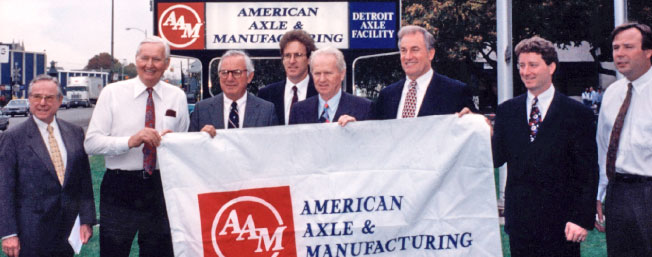 AAM
AMERICAN
AXLE &
MANUFACTURING
DETROIT
AXLE
FACILITY
AAM
AMERICAN
AXLE &
MANUFACTURING